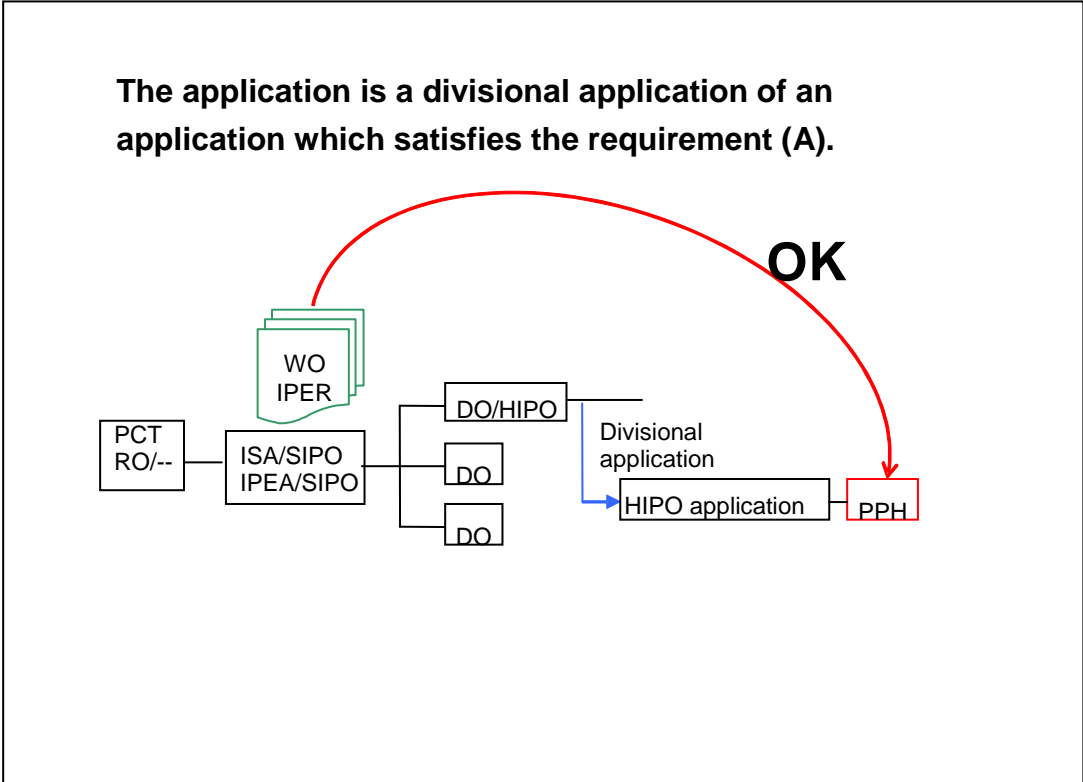 The application is a divisional application of an
application which satisfies the requirement (A).
OK
WO
IPER
PCT
RO/--
ISA/SIPO
IPEA/SIPO
DO/HIPO
DO
DO
Divisional
application
HIPO application
PPH